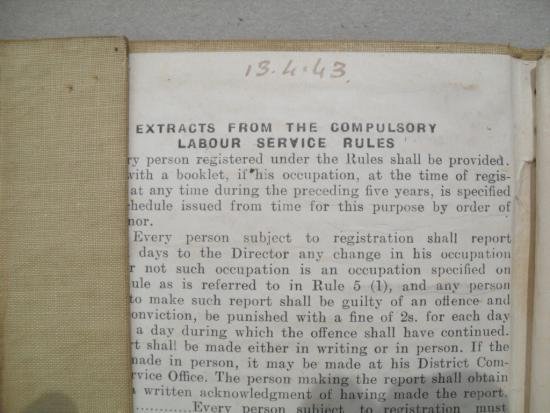 13.4.43.
EXTRACTS FROM THE COMPULSORY
LABOUR SERVICE RULES
ry person registered under the Rules shall be provided.
with a booklet, if his occupation, at the time of regis-
at any time during the preceding five years, is specified
hedule issued from time for this purpose by order of
nor.
Every person subject to registration shall report
days to the Director any change in his occupation
r not such occupation is an occupation specified on
ule as is referred to in Rule 5 (1), and any person
to make such report shall be guilty of an offence and
onviction, be punished with a fine of 2s. for each day
a day during which the offence shall have continued.
rt shall be made either in writing or in person. If the
made in person, it may be made at his District Com-
rvice Office. The person making the report shall obtain
written acknowledgment of having made the report.
............Every person subject to registration must